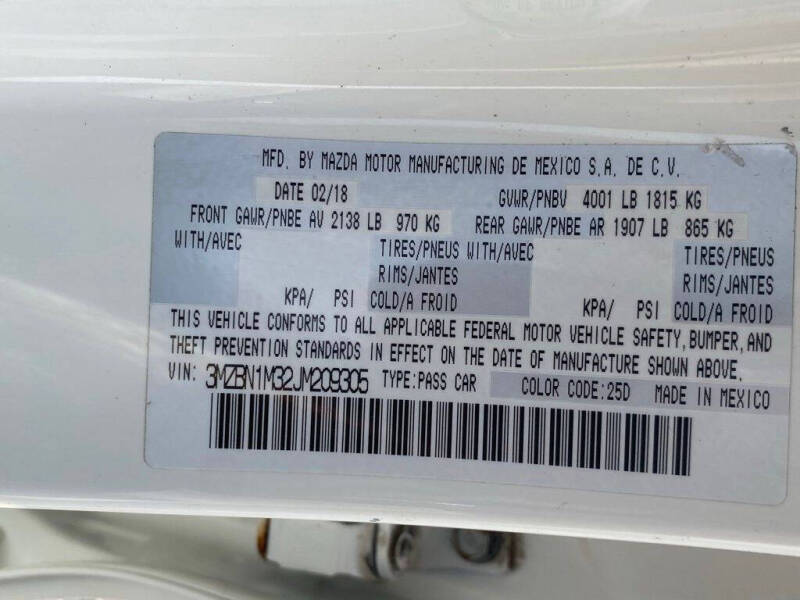 MFD. BY MAZDA MOTOR MANUFACTURING DE MEXICO S.A. DE C.V.
DATE 02/18 GVWR/PNBV 4001 LB 1815 KG
FRONT GAWR/PNBE AV 2138 LB 970 KG REAR GAWR/PNBE AR 1907 LB 865 KG
WITH/AVEC TIRES/PNEUS WITH/AVEC TIRES/PNEUS
RIMS/JANTES RIMS/JANTES
KPA/ PSI COLD/A FROID KPA/ PSI COLD/A FROID
THIS VEHICLE CONFORMS TO ALL APPLICABLE FEDERAL MOTOR VEHICLE SAFETY, BUMPER, AND
THEFT PREVENTION STANDARDS IN EFFECT ON THE DATE OF MANUFACTURE SHOWN ABOVE.
VIN: 3MZBN1M32JM209305 TYPE:PASS CAR COLOR CODE:25D MADE IN MEXICO